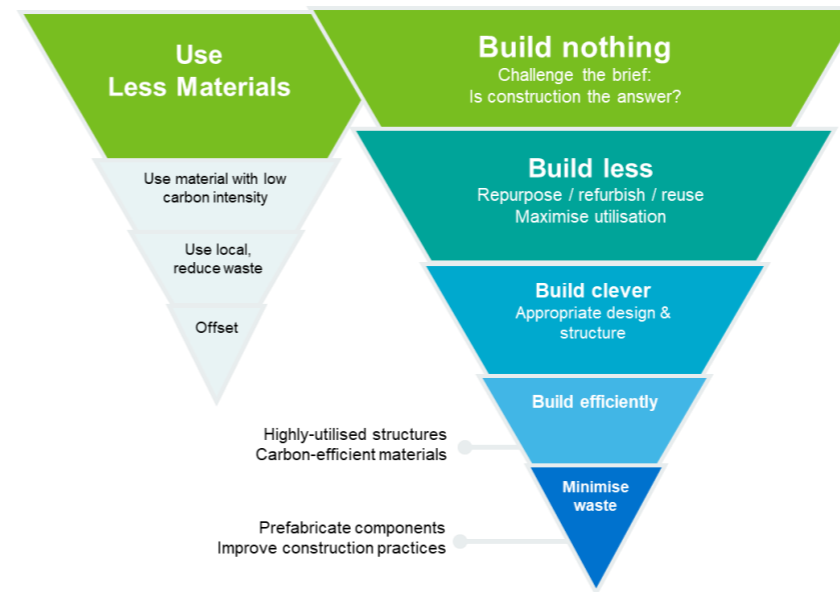 Use
Less Materials
Use material with low
carbon intensity
Use local,
reduce waste
Offset
Build nothing
Challenge the brief:
Is construction the answer?
Build less
Repurpose / refurbish / reuse
Maximise utilisation
Build clever
Appropriate design &
structure
Build efficiently
Highly-utilised structures
Carbon-efficient materials
Minimise
waste
Prefabricate components
Improve construction practices